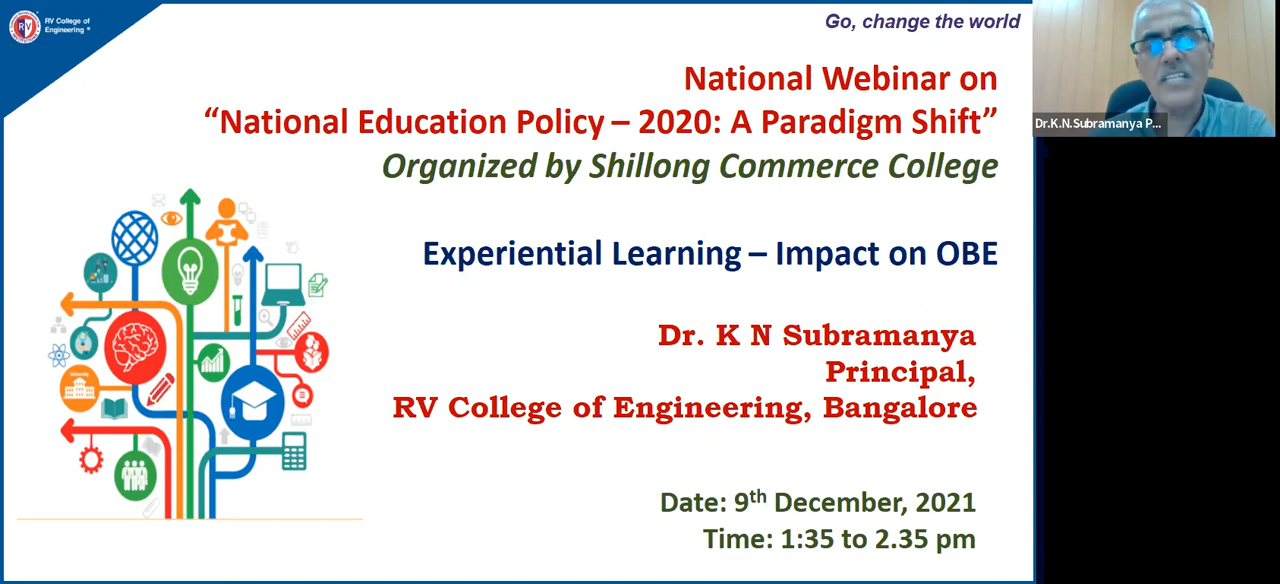 RV College of
Engineering ®
Go, change the world
National Webinar on
“National Education Policy – 2020: A Paradigm Shift”
Organized by Shillong Commerce College
Experiential Learning – Impact on OBE
Dr. K N Subramanya
Principal,
RV College of Engineering, Bangalore
Date: 9th December, 2021
Time: 1:35 to 2.35 pm
Dr.K.N.Subramanya P...